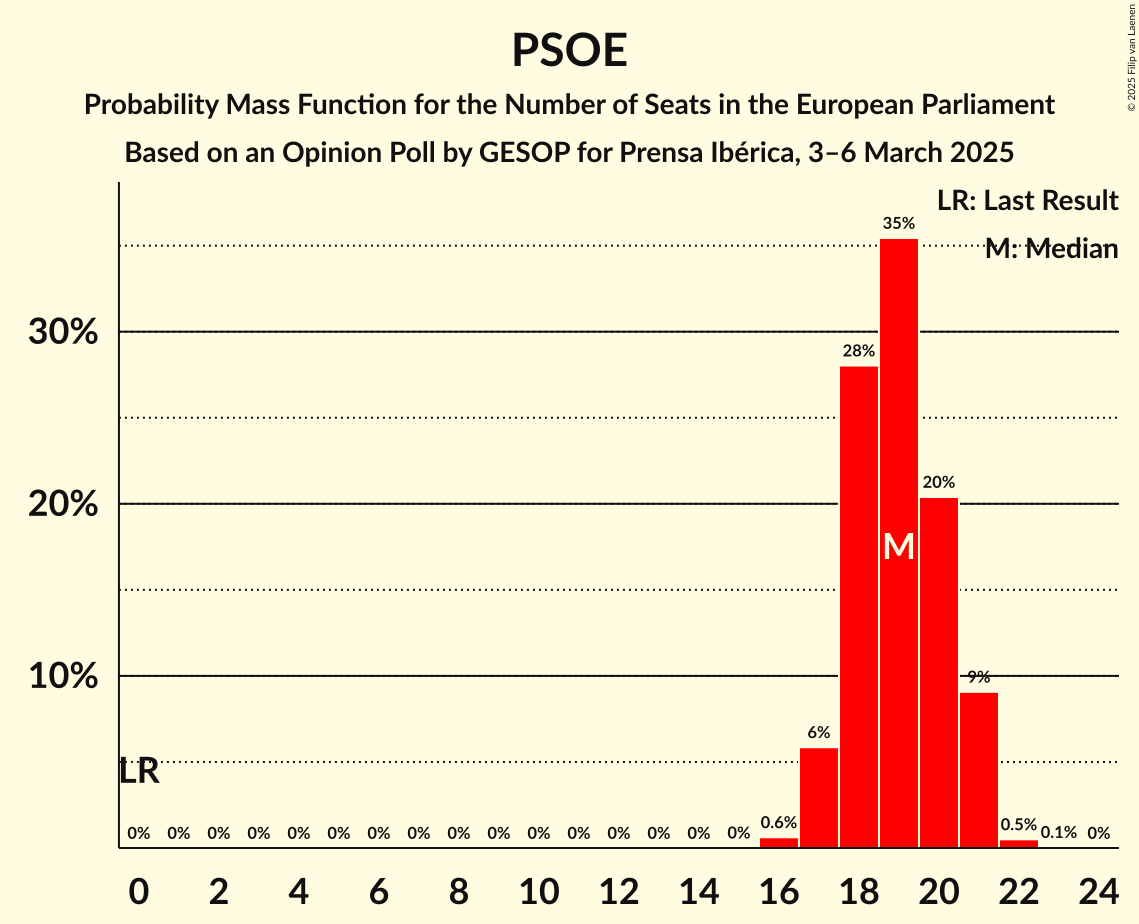 PSOE
Probability Mass Function for the Number of Seats in the European Parliament
Based on an Opinion Poll by GESOP for Prensa Ibérica, 3–6 March 2025
© 2025 Filip van Laenen
LR: Last Result
M: Median
35%
30%
28%
20%
20%
M
10%
9%
6%
LR
0% 0% 0% 0% 0% 0% 0% 0% 0% 0% 0% 0% 0% 0% 0% 0% 0.6% 0.5% 0.1% 0%
0 2 4 6 8 10 12 14 16 18 20 22 24